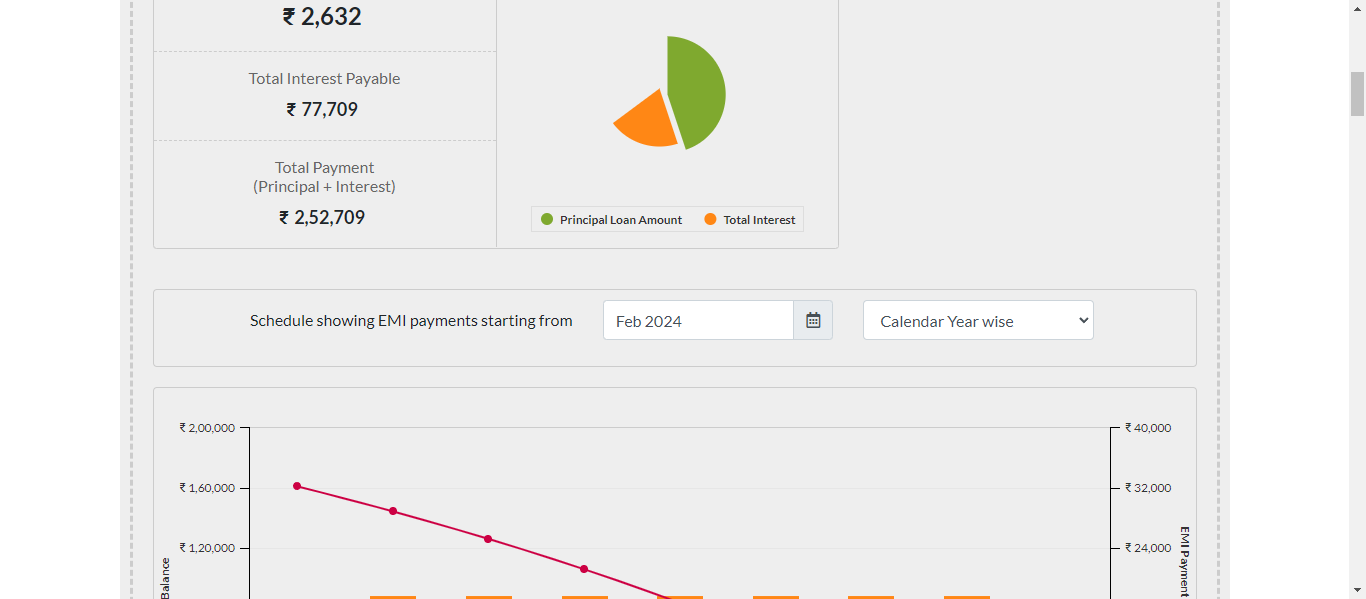 ₹ 2,632
Total Interest Payable
₹ 77,709
Total Payment
(Principal + Interest)
₹ 2,52,709
Principal Loan Amount
Total Interest
Schedule showing EMI payments starting from
Feb 2024
Calendar Year wise
₹ 2,00,000
₹ 1,60,000
₹ 1,20,000
Balance
₹ 40,000
₹ 32,000
₹ 24,000
EMI Payment